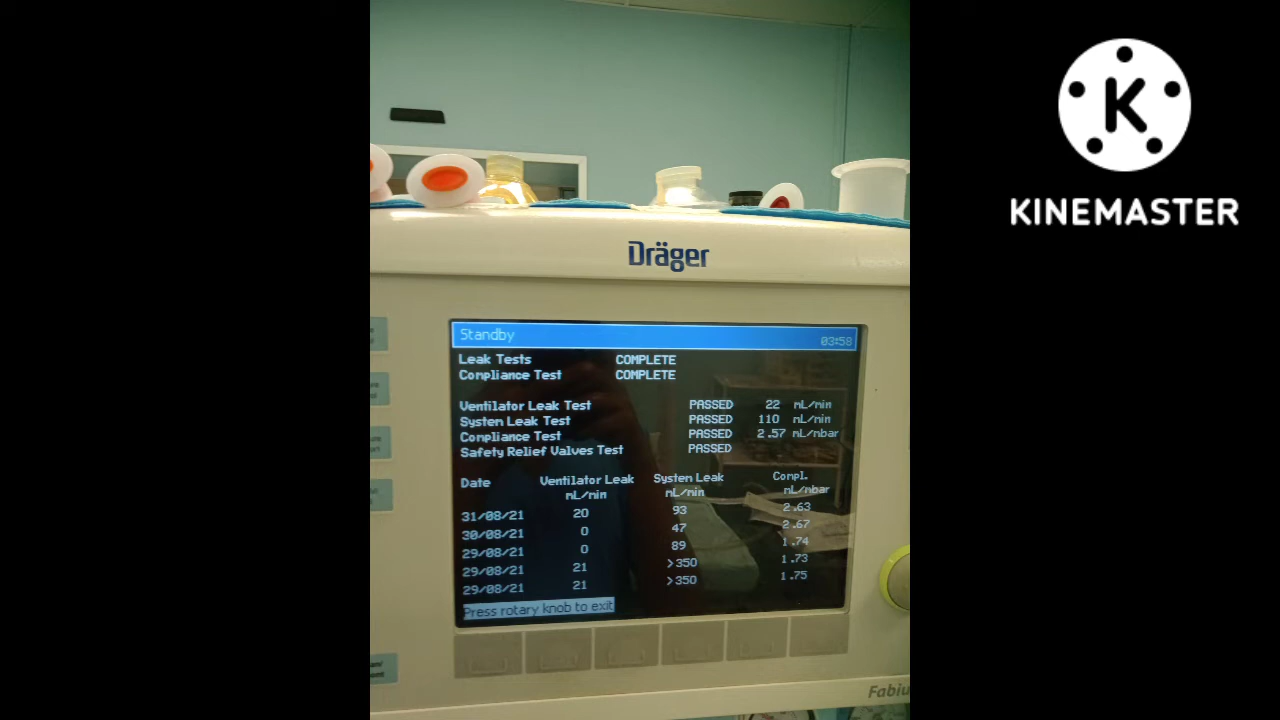 KINEMASTER
Dräger
Standby 03:58
Leak Tests COMPLETE
Compliance Test COMPLETE
Ventilator Leak Test PASSED 22 mL/min
System Leak Test PASSED 110 mL/min
Compliance Test PASSED 2.57 mL/mbar
Safety Relief Valves Test PASSED
Date Ventilator Leak System Leak Compl.
mL/min mL/min mL/mbar
31/08/21 20 93 2.63
30/08/21 0 47 2.67
29/08/21 0 89 1.74
29/08/21 21 >350 1.73
29/08/21 21 >350 1.75
Press rotary knob to exit
Fabiu